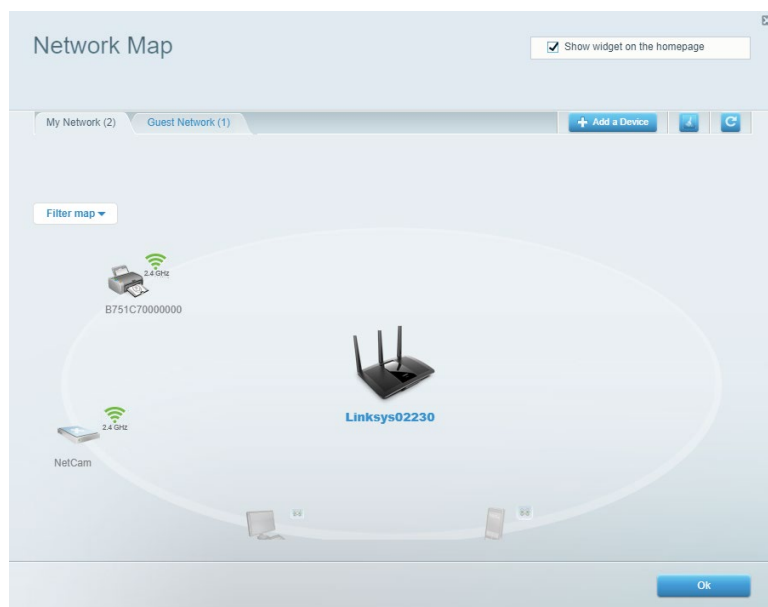 Network Map
Show widget on the homepage
My Network (2)
Guest Network (1)
+ Add a Device
Filter map
2.4 GHz
B751C70000000
Linksys02230
2.4 GHz
NetCam
Ok